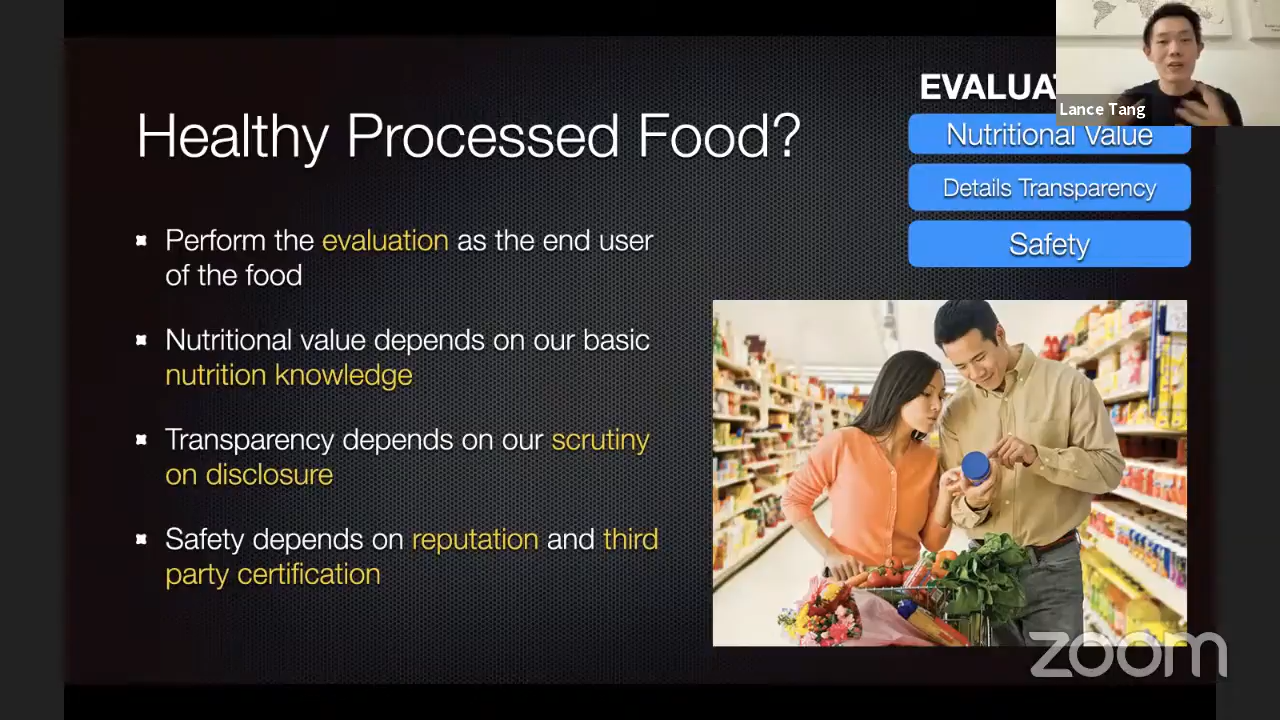 EVALUA
Lance Tang
Healthy Processed Food?
Nutritional Value
Details Transparency
Safety
Perform the evaluation as the end user
of the food
Nutritional value depends on our basic
nutrition knowledge
Transparency depends on our scrutiny
on disclosure
Safety depends on reputation and third
party certification
zoom